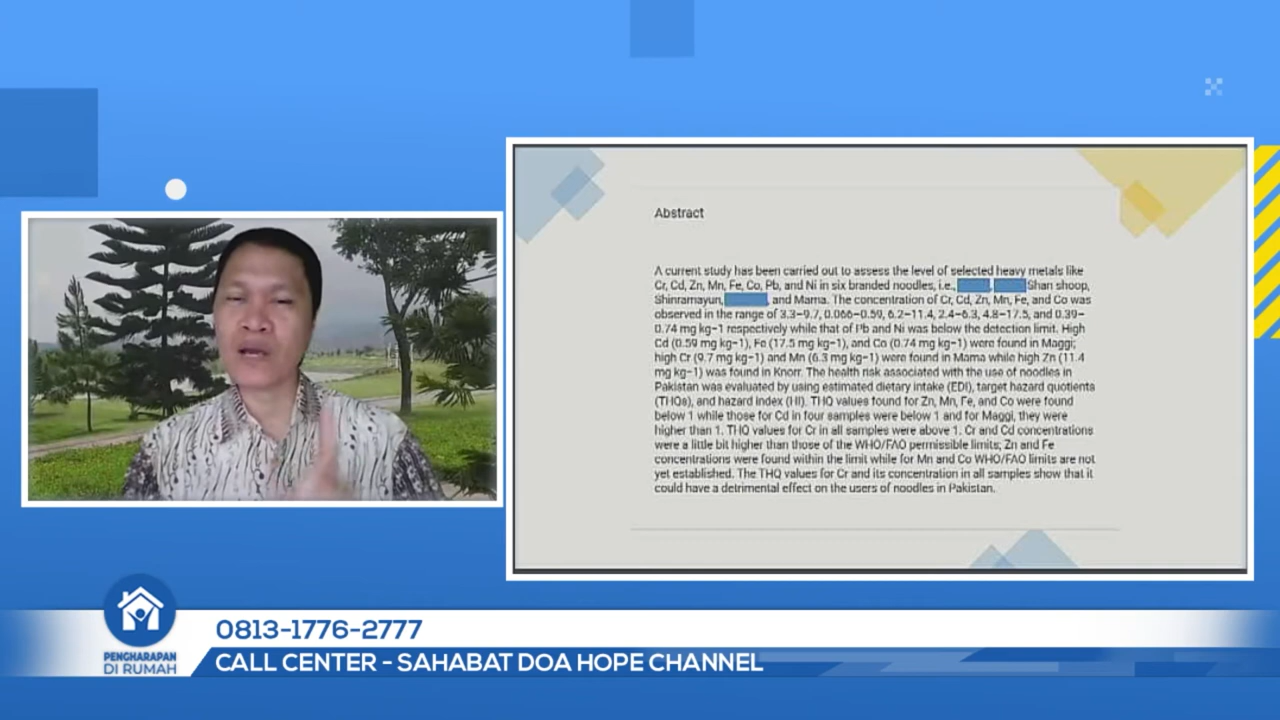 Abstract
A current study has been carried out to assess the level of selected heavy metals like
Cr, Cd, Zn, Mn, Fe, Co, Pb, and Ni in six branded noodles, i.e., , Shan shoop,
Shinramayun, , and Mama. The concentration of Cr, Cd, Zn, Mn, Fe, and Co was
observed in the range of 3.3–9.7, 0.066–0.59, 6.2–11.4, 2.4–6.3, 4.8–17.5, and 0.39–
0.74 mg kg−1 respectively while that of Pb and Ni was below the detection limit. High
Cd (0.59 mg kg−1), Fe (17.5 mg kg−1), and Co (0.74 mg kg−1) were found in Maggi;
high Cr (9.7 mg kg−1) and Mn (6.3 mg kg−1) were found in Mama while high Zn (11.4
mg kg−1) was found in Knorr. The health risk associated with the use of noodles in
Pakistan was evaluated by using estimated dietary intake (EDI), target hazard quotients
(THQs), and hazard index (HI). THQ values found for Zn, Mn, Fe, and Co were found
below 1 while those for Cd in four samples were below 1 and for Maggi, they were
higher than 1. THQ values for Cr in all samples were above 1. Cr and Cd concentrations
were a little bit higher than those of the WHO/FAO permissible limits; Zn and Fe
concentrations were found within the limit while for Mn and Co WHO/FAO limits are not
yet established. The THQ values for Cr and its concentration in all samples show that it
could have a detrimental effect on the users of noodles in Pakistan.
PENGHARAPAN
DI RUMAH
0813-1776-2777
CALL CENTER - SAHABAT DOA HOPE CHANNEL